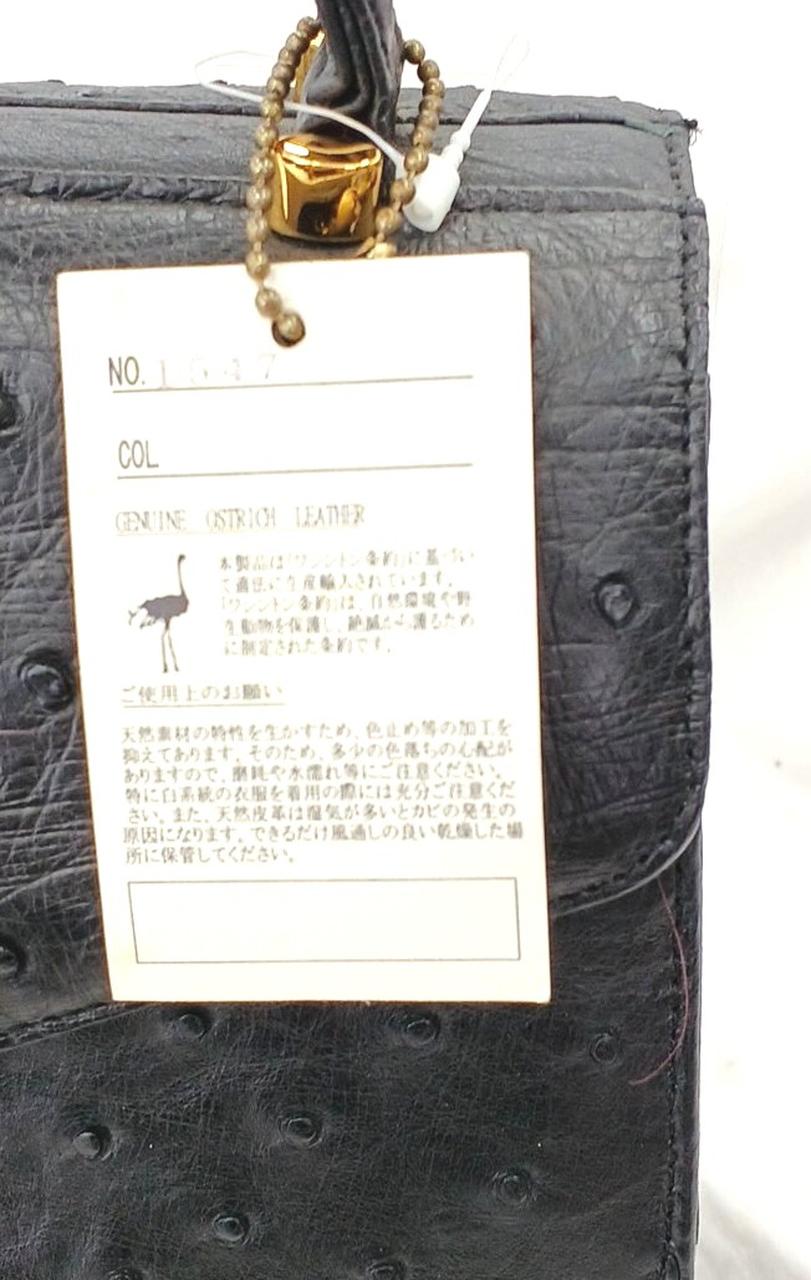 NO. 1547
COL
GENUINE OSTRICH LEATHER
本製品は「ワシントン条約」に基づい
て適法に生産輸入されています。
「ワシントン条約」は、自然環境や野
生動物を保護し、絶滅から護るため
に制定された条約です。
ご使用上のお願い
天然素材の特性を生かすため、色止め等の加工を
抑えてあります。そのため、多少の色落ちの心配が
ありますので、磨耗や水濡れ等にご注意ください。
特に白系統の衣服を着用の際には充分ご注意くだ
さい。また、天然皮革は湿気が多いとカビの発生の
原因になります。できるだけ風通しの良い乾燥した場
所に保管してください。